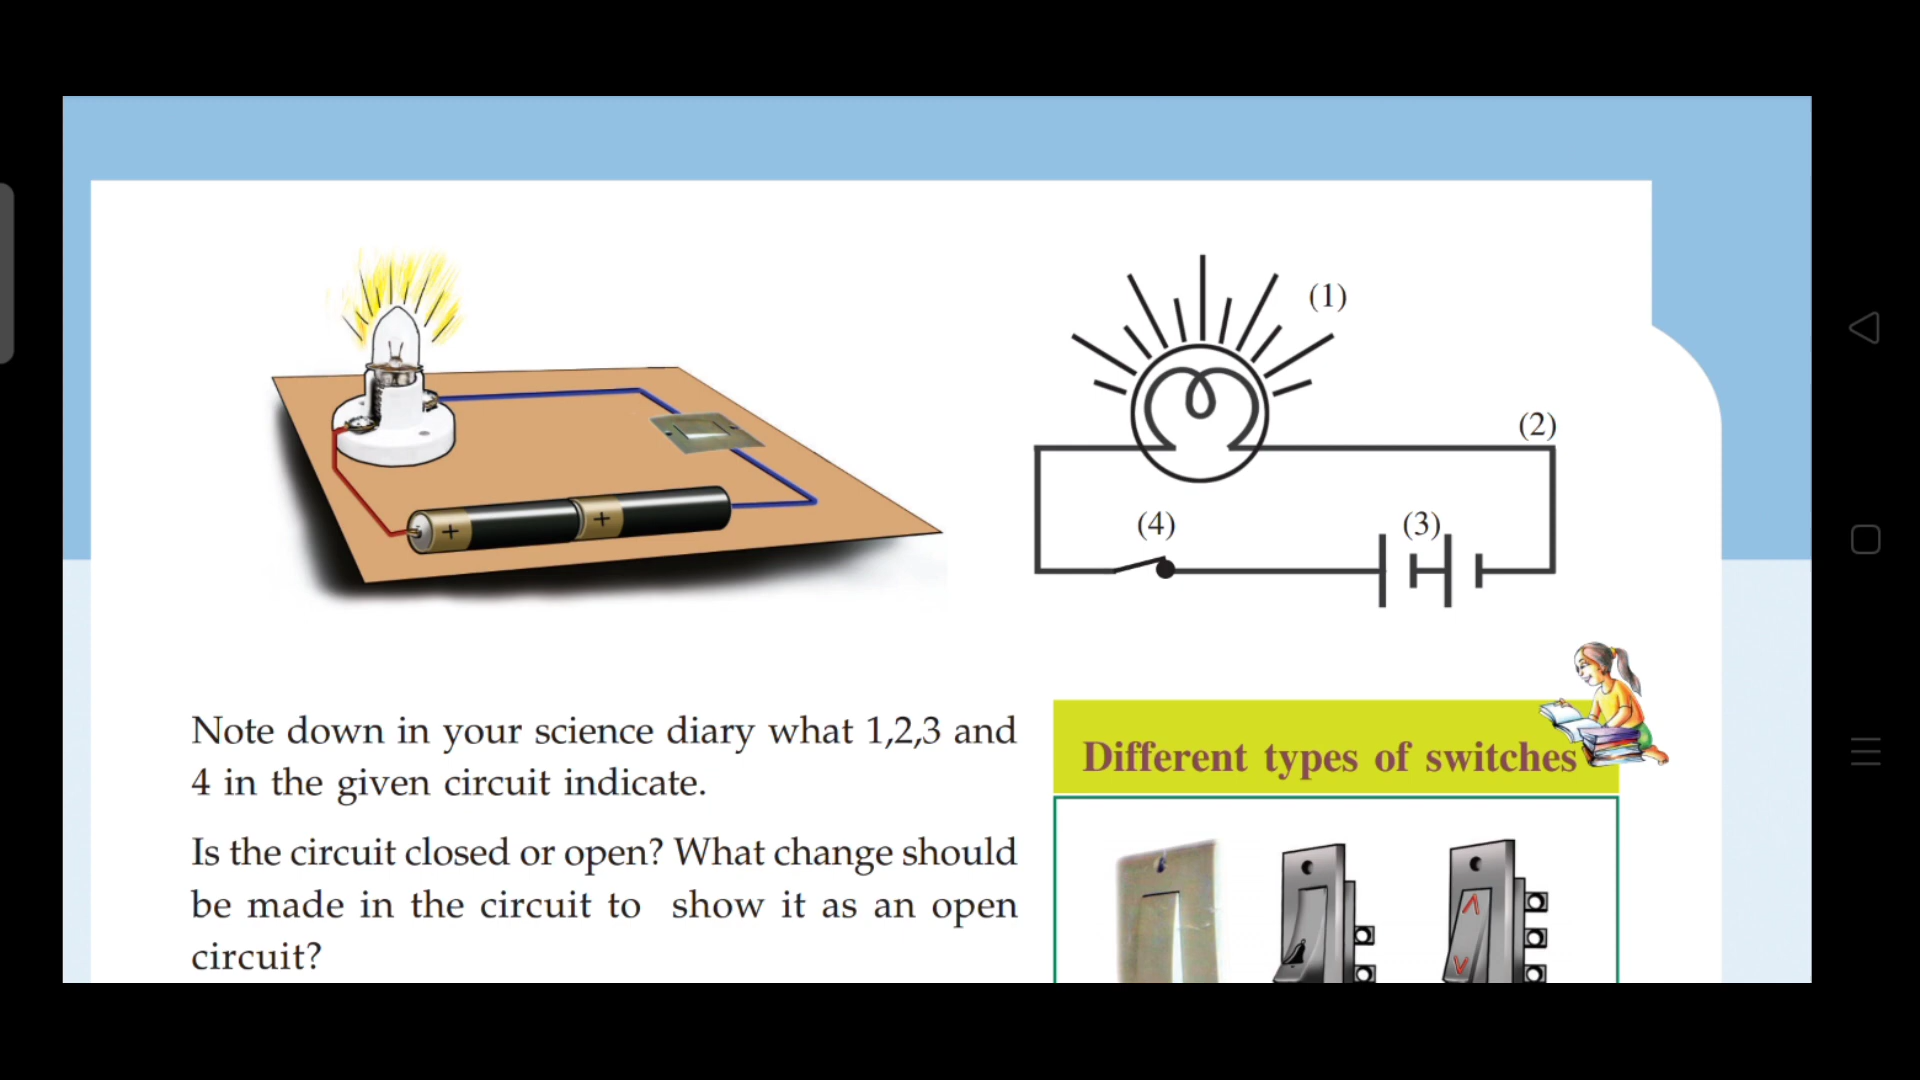 (1)
(2)
(4)
(3)
+
+
Note down in your science diary what 1,2,3 and
4 in the given circuit indicate.
Is the circuit closed or open? What change should
be made in the circuit to show it as an open
circuit?
Different types of switches